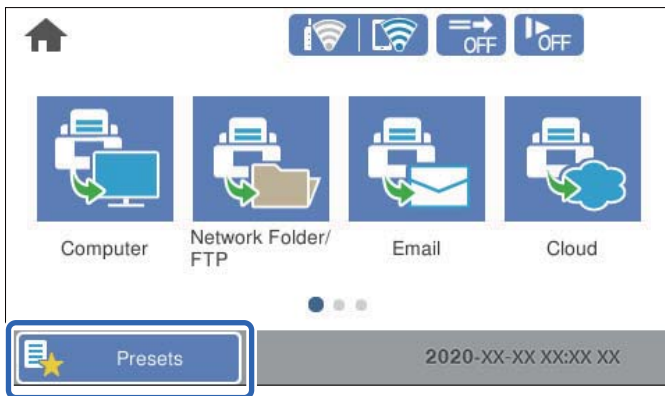 OFF
OFF
Computer
Network Folder/
FTP
Email
Cloud
Presets
2020-XX-XX XX:XX XX